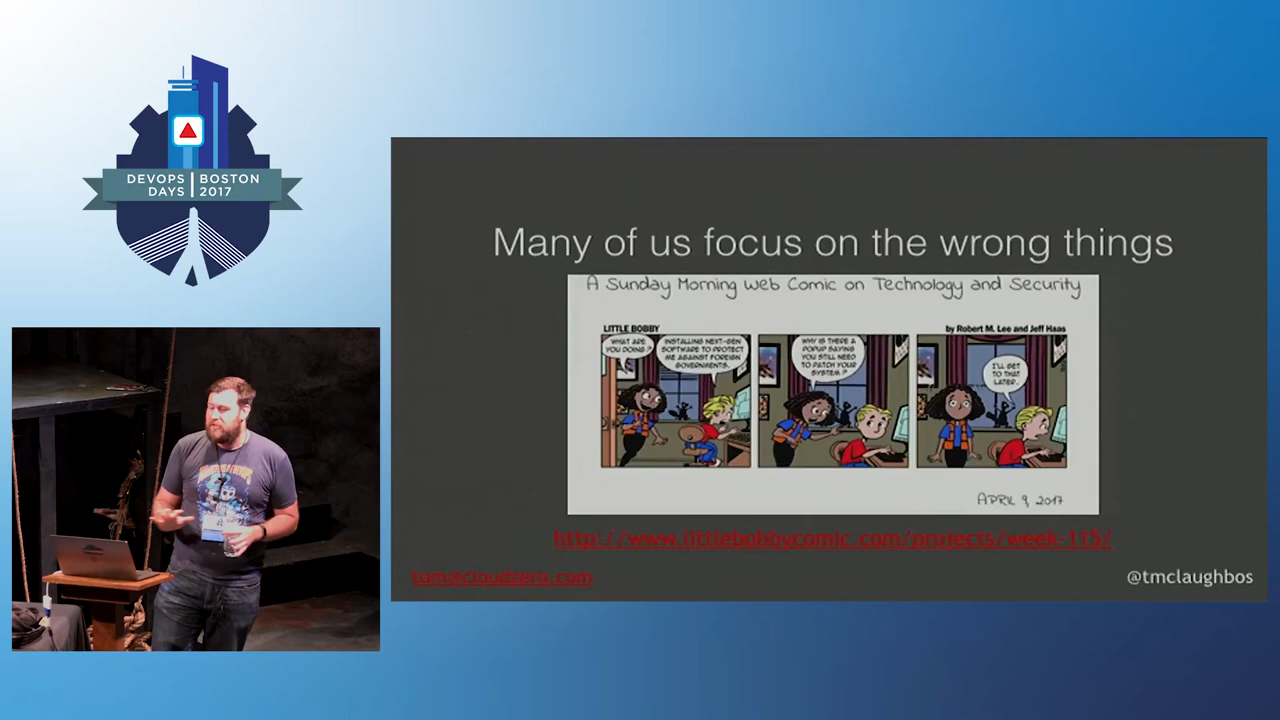 DEVOPS BOSTON
DAYS 2017
Many of us focus on the wrong things
A Sunday Morning Web Comic on Technology and Security
LITTLE BOBBY
by Robert M. Lee and Jeff Haas
WHAT ARE
YOU DOING?
INSTALLING NEXT-GEN
SOFTWARE TO PROTECT
ME AGAINST FOREIGN
GOVERNMENTS.
WHY IS THERE A
POPUP SAYING
YOU STILL NEED
TO PATCH YOUR
SYSTEM?
I'LL GET
TO THAT
LATER.
APRIL 9, 2017
http://www.littlebobbycomic.com/projects/week-115/
tom@cloudzero.com
@tmclaughbos